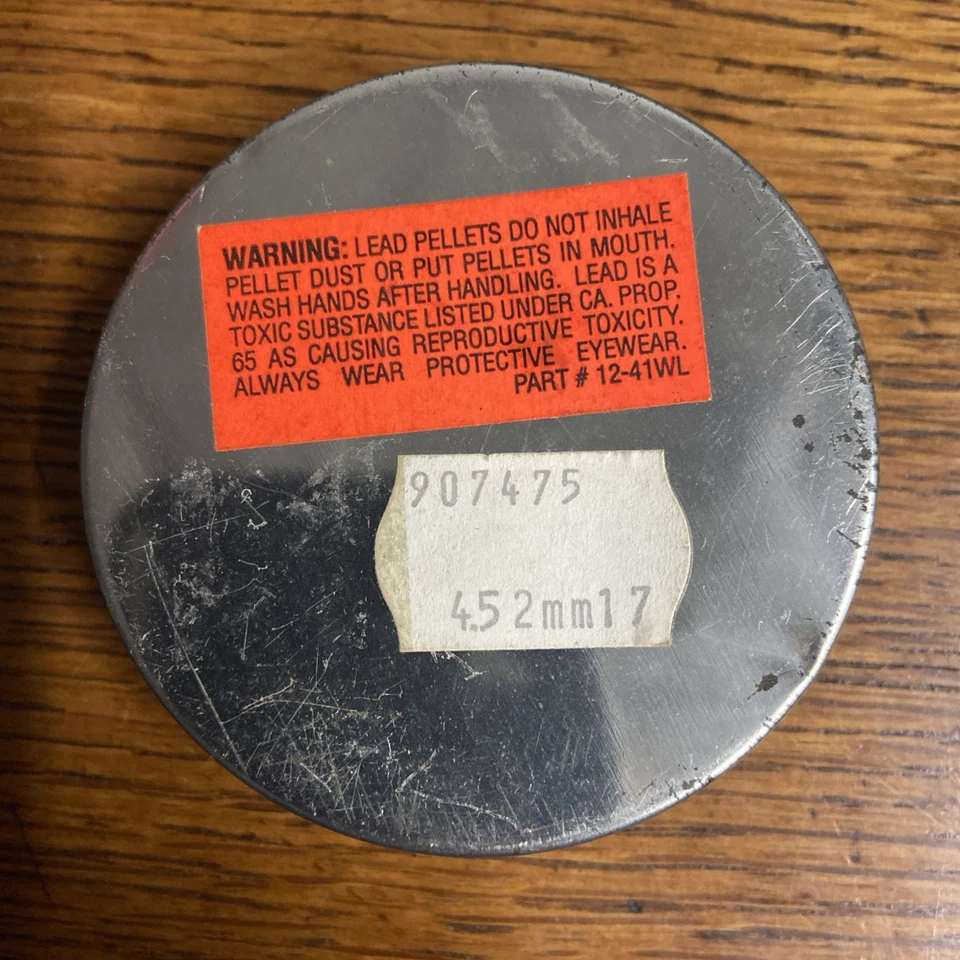 WARNING: LEAD PELLETS DO NOT INHALE
PELLET DUST OR PUT PELLETS IN MOUTH.
WASH HANDS AFTER HANDLING. LEAD IS A
TOXIC SUBSTANCE LISTED UNDER CA. PROP.
65 AS CAUSING REPRODUCTIVE TOXICITY.
ALWAYS WEAR PROTECTIVE EYEWEAR.
PART # 12-41WL
907475
4.52mm17